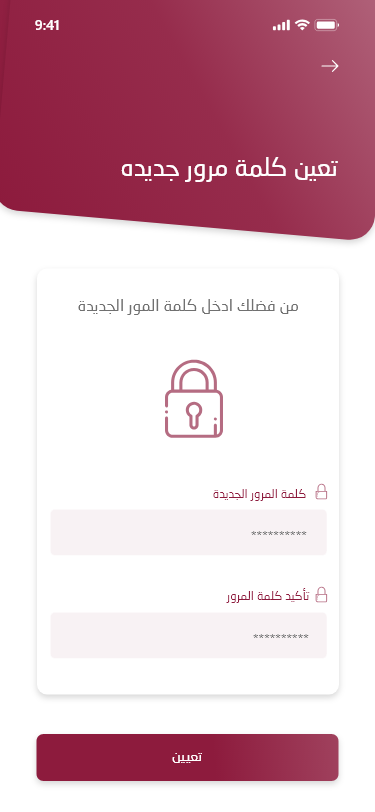 9:41
تعين كلمة مرور جديده
من فضلك ادخل كلمة المور الجديدة
كلمة المرور الجديدة
**********
تأكيد كلمة المرور
**********
تعيين